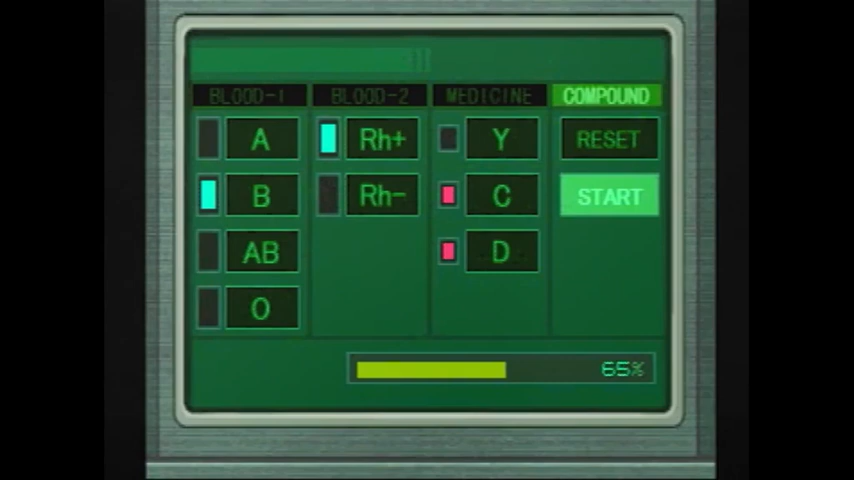 BLOOD-1 BLOOD-2 MEDICINE COMPOUND
A Rh+ Y RESET
B Rh- C START
AB D
O
65%